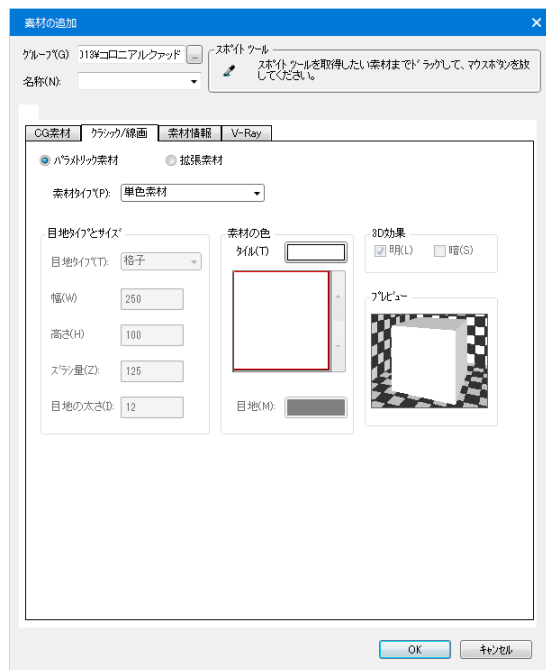 素材の追加
ｸﾞﾙｰﾌﾟ(G) 013¥コロニアルクァッド ...
名称(N):
ｽﾎﾟｲﾄ ﾂｰﾙ
ｽﾎﾟｲﾄ ﾂｰﾙを取得したい素材までﾄﾞﾗｯｸﾞして、ﾏｳｽﾎﾞﾀﾝを放
してください。
CG素材 ｸﾗｼｯｸ/線画 素材情報 V-Ray
ﾊﾟﾗﾒﾄﾘｯｸ素材 拡張素材
素材ﾀｲﾌﾟ(P): 単色素材
目地ﾀｲﾌﾟとｻｲｽﾞ
目地ﾀｲﾌﾟ(T): 格子
幅(W) 250
高さ(H) 100
ｽﾞﾗｼ量(Z): 125
目地の太さ(I): 12
素材の色
ﾀｲﾙ(T)
目地(M):
3D効果
明(L) 暗(S)
ﾌﾟﾚﾋﾞｭｰ
OK ｷｬﾝｾﾙ